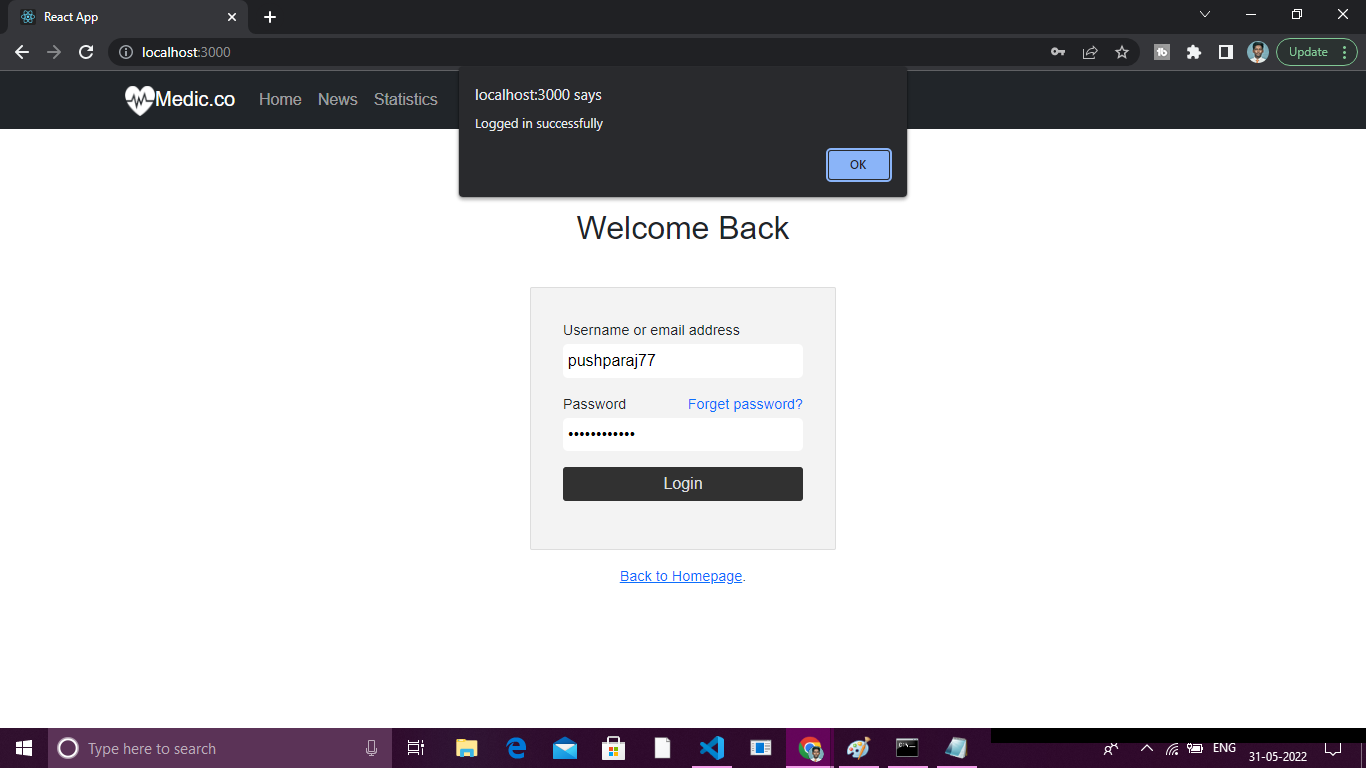 React App
localhost:3000
Update
Medic.co Home News Statistics
localhost:3000 says
Logged in successfully
OK
Welcome Back
Username or email address
pushparaj77
Password Forget password?
••••••••••••
Login
Back to Homepage.
Type here to search
ENG
31-05-2022